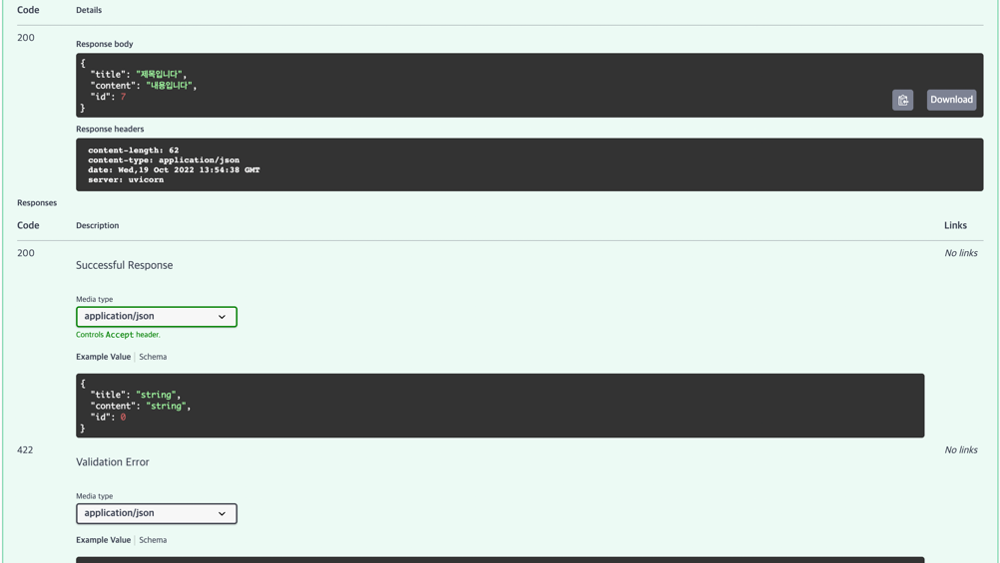 Code Details
200
Response body
{
  "title": "제목입니다",
  "content": "내용입니다",
  "id": 7
}
Download
Response headers
content-length: 62
content-type: application/json
date: Wed,19 Oct 2022 13:54:38 GMT
server: uvicorn
Responses
Code Description Links
200 No links
Successful Response
Media type
application/json
Controls Accept header.
Example Value Schema
{
  "title": "string",
  "content": "string",
  "id": 0
}
422 No links
Validation Error
Media type
application/json
Example Value Schema